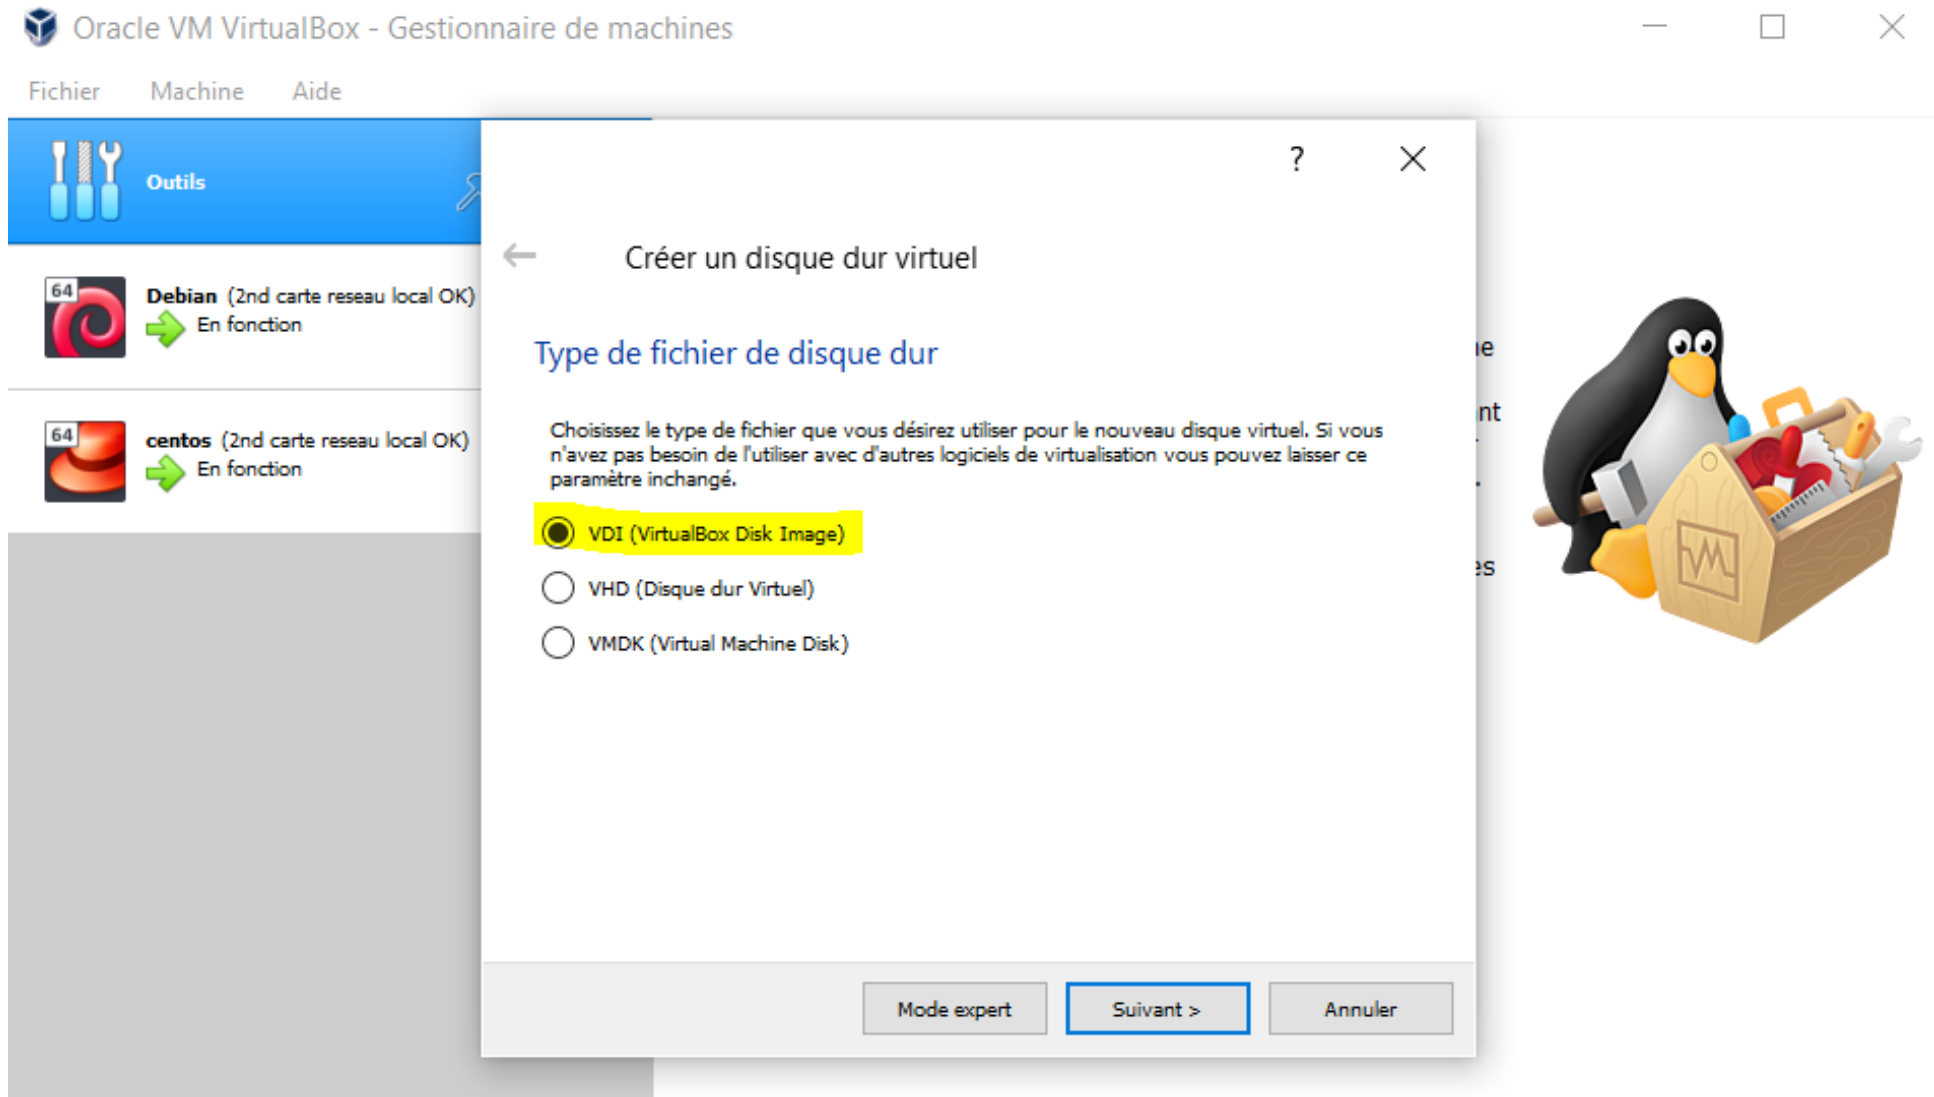 Oracle VM VirtualBox - Gestionnaire de machines
Fichier Machine Aide
Outils
64
Debian (2nd carte reseau local OK)
En fonction
64
centos (2nd carte reseau local OK)
En fonction
?
Créer un disque dur virtuel
Type de fichier de disque dur
Choisissez le type de fichier que vous désirez utiliser pour le nouveau disque virtuel. Si vous
n'avez pas besoin de l'utiliser avec d'autres logiciels de virtualisation vous pouvez laisser ce
paramètre inchangé.
VDI (VirtualBox Disk Image)
VHD (Disque dur Virtuel)
VMDK (Virtual Machine Disk)
Mode expert
Suivant >
Annuler